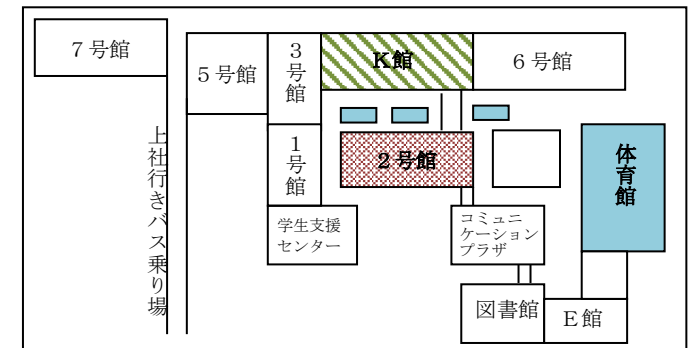 7号館
5号館
3号館
K館
6号館
1号館
2号館
体育館
上社行きバス乗り場
学生支援
センター
コミュニ
ケーション
プラザ
図書館
E館